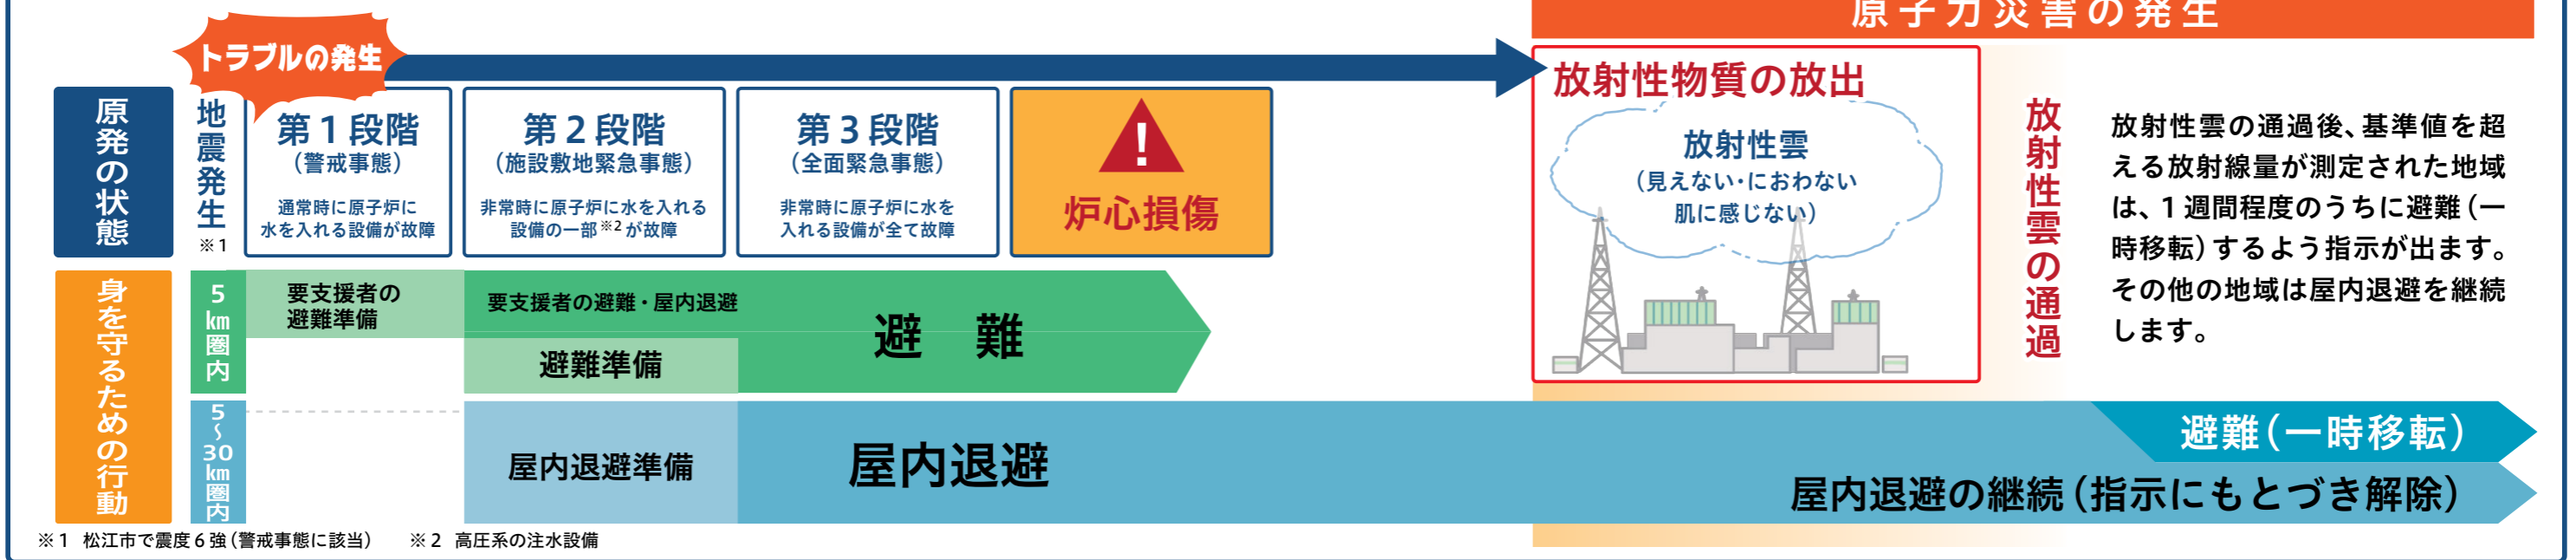 原子力災害の発生
トラブルの発生
原発の状態
地震発生
※1
第1段階
（警戒事態）
通常時に原子炉に
水を入れる設備が故障
第2段階
（施設敷地緊急事態）
非常時に原子炉に水を入れる
設備の一部※2が故障
第3段階
（全面緊急事態）
非常時に原子炉に水を
入れる設備が全て故障
!
炉心損傷
放射性物質の放出
放射性雲
（見えない・におわない
肌に感じない）
放射性雲の通過
放射性雲の通過後、基準値を超
える放射線量が測定された地域
は、1週間程度のうちに避難（一
時移転）するよう指示が出ます。
その他の地域は屋内退避を継続
します。
身を守るための行動
5km圏内
要支援者の
避難準備
要支援者の避難・屋内退避
避難準備
避 難
5〜30km圏内
屋内退避準備
屋内退避
避難（一時移転）
屋内退避の継続（指示にもとづき解除）
※1 松江市で震度6強（警戒事態に該当） ※2 高圧系の注水設備